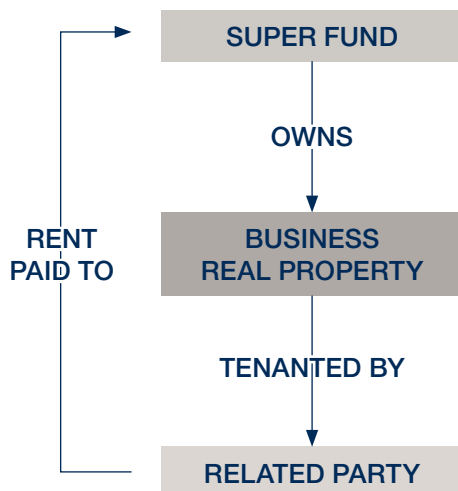 SUPER FUND
OWNS
RENT
PAID TO
BUSINESS
REAL PROPERTY
TENANTED BY
RELATED PARTY